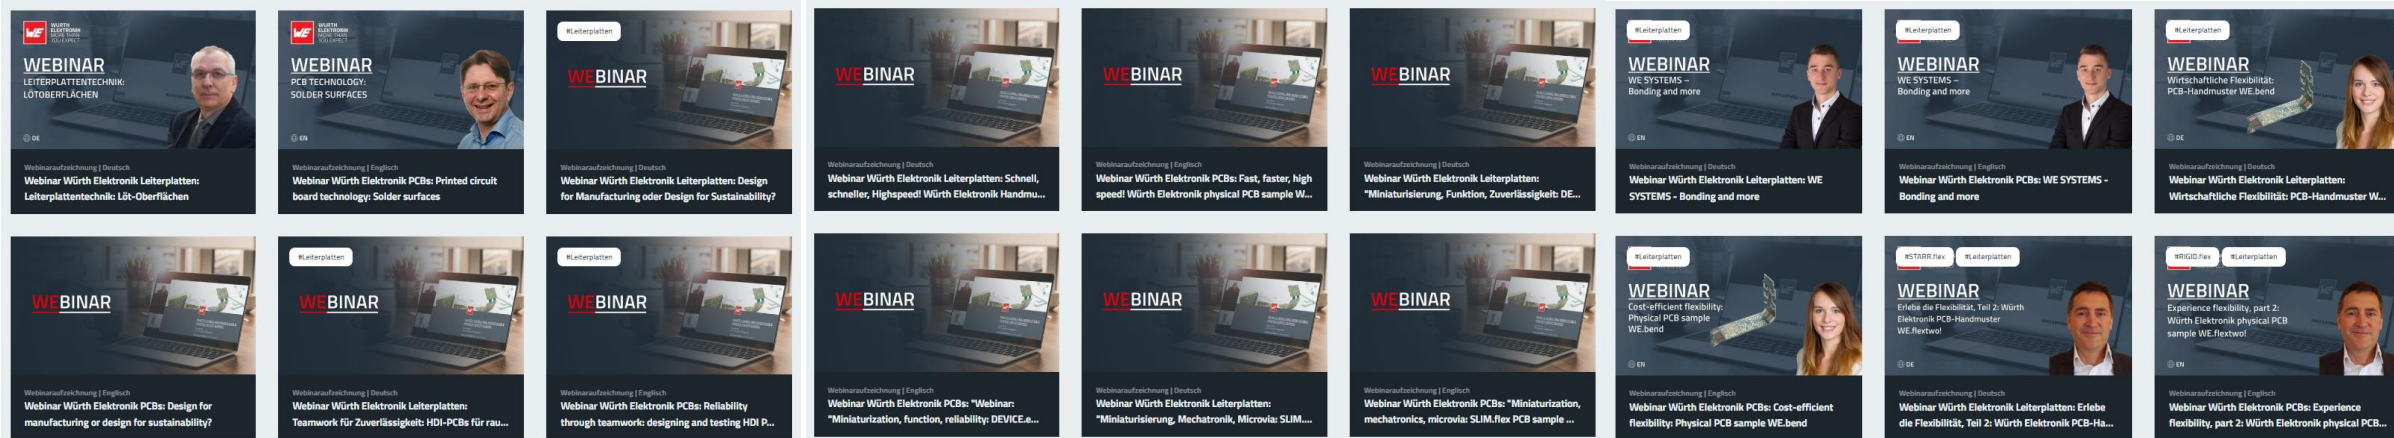 WURTH
ELEKTRONIK
MORE THAN
YOU EXPECT
WEBINAR
LEITERPLATTENTECHNIK:
LÖTOBERFLÄCHEN
DE
Webinaraufzeichnung | Deutsch
Webinar Würth Elektronik Leiterplatten:
Leiterplattentechnik: Löt-Oberflächen
WURTH
ELEKTRONIK
MORE THAN
YOU EXPECT
WEBINAR
PCB TECHNOLOGY:
SOLDER SURFACES
EN
Webinaraufzeichnung | Englisch
Webinar Würth Elektronik PCBs: Printed circuit
board technology: Solder surfaces
#Leiterplatten
WEBINAR
Webinaraufzeichnung | Deutsch
Webinar Würth Elektronik Leiterplatten: Design
for Manufacturing oder Design for Sustainability?
WEBINAR
Webinaraufzeichnung | Deutsch
Webinar Würth Elektronik Leiterplatten: Schnell,
schneller, Highspeed! Würth Elektronik Handmu...
WEBINAR
Webinaraufzeichnung | Englisch
Webinar Würth Elektronik PCBs: Fast, faster, high
speed! Würth Elektronik physical PCB sample W...
WEBINAR
Webinaraufzeichnung | Deutsch
Webinar Würth Elektronik Leiterplatten:
"Miniaturisierung, Funktion, Zuverlässigkeit: DE...
#Leiterplatten
WEBINAR
WE SYSTEMS –
Bonding and more
EN
Webinaraufzeichnung | Deutsch
Webinar Würth Elektronik Leiterplatten: WE
SYSTEMS - Bonding and more
#Leiterplatten
WEBINAR
WE SYSTEMS –
Bonding and more
EN
Webinaraufzeichnung | Englisch
Webinar Würth Elektronik PCBs: WE SYSTEMS -
Bonding and more
#Leiterplatten
WEBINAR
Wirtschaftliche Flexibilität:
PCB-Handmuster WE.bend
DE
Webinaraufzeichnung | Deutsch
Webinar Würth Elektronik Leiterplatten:
Wirtschaftliche Flexibilität: PCB-Handmuster W...
WEBINAR
Webinaraufzeichnung | Englisch
Webinar Würth Elektronik PCBs: Design for
manufacturing or design for sustainability?
#Leiterplatten
WEBINAR
Webinaraufzeichnung | Deutsch
Webinar Würth Elektronik Leiterplatten:
Teamwork für Zuverlässigkeit: HDI-PCBs für rau...
#Leiterplatten
WEBINAR
Webinaraufzeichnung | Englisch
Webinar Würth Elektronik PCBs: Reliability
through teamwork: designing and testing HDI P...
WEBINAR
Webinaraufzeichnung | Englisch
Webinar Würth Elektronik PCBs: "Webinar:
"Miniaturization, function, reliability: DEVICE.e...
WEBINAR
Webinaraufzeichnung | Deutsch
Webinar Würth Elektronik Leiterplatten:
"Miniaturisierung, Mechatronik, Microvia: SLIM....
WEBINAR
Webinaraufzeichnung | Englisch
Webinar Würth Elektronik PCBs: "Miniaturization,
mechatronics, microvia: SLIM.flex PCB sample ...
#Leiterplatten
WEBINAR
Cost-efficient flexibility:
Physical PCB sample
WE.bend
EN
Webinaraufzeichnung | Englisch
Webinar Würth Elektronik PCBs: Cost-efficient
flexibility: Physical PCB sample WE.bend
#STARR.flex #Leiterplatten
WEBINAR
Erlebe die Flexibilität, Teil 2: Würth
Elektronik PCB-Handmuster
WE.flextwo!
DE
Webinaraufzeichnung | Deutsch
Webinar Würth Elektronik Leiterplatten: Erlebe
die Flexibilität, Teil 2: Würth Elektronik PCB-Ha...
#RIGID.flex #Leiterplatten
WEBINAR
Experience flexibility, part 2:
Würth Elektronik physical PCB
sample WE.flextwo!
EN
Webinaraufzeichnung | Englisch
Webinar Würth Elektronik PCBs: Experience
flexibility, part 2: Würth Elektronik physical PCB...